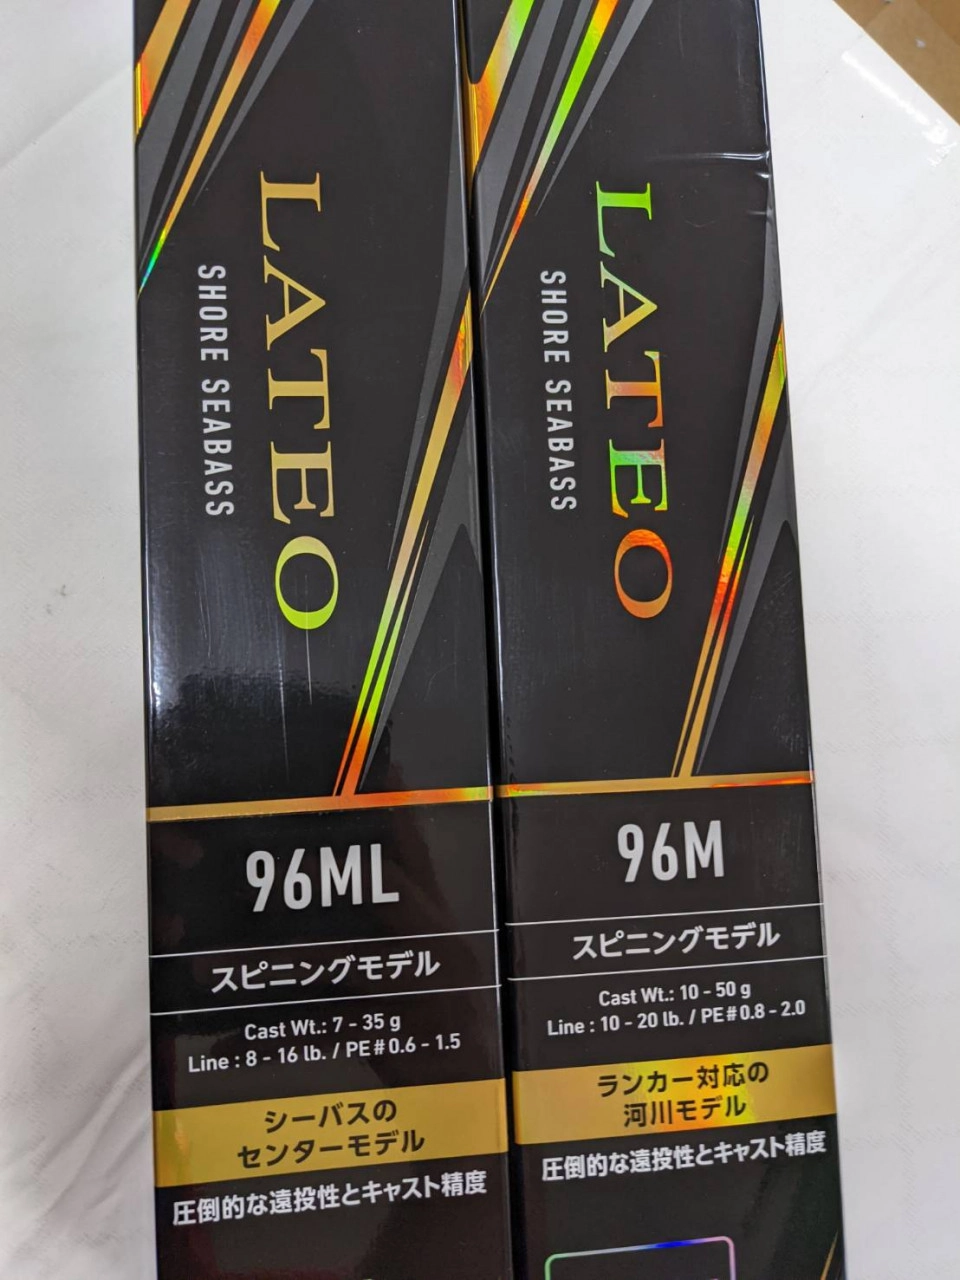 LATEO
SHORE SEABASS
96ML
スピニングモデル
Cast Wt.: 7 - 35 g
Line : 8 - 16 lb. / PE#0.6 - 1.5
シーバスの
センターモデル
圧倒的な遠投性とキャスト精度
LATEO
SHORE SEABASS
96M
スピニングモデル
Cast Wt.: 10 - 50 g
Line : 10 - 20 lb. / PE#0.8 - 2.0
ランカー対応の
河川モデル
圧倒的な遠投性とキャスト精度